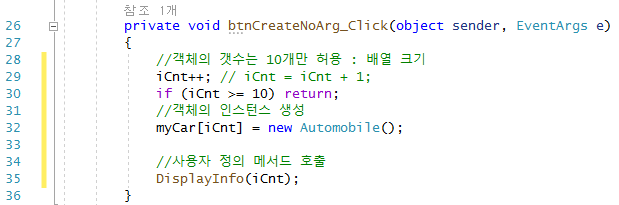 참조 1개
26 private void btnCreateNoArg_Click(object sender, EventArgs e)
27 {
28 //객체의 갯수는 10개만 허용 : 배열 크기
29 iCnt++; // iCnt = iCnt + 1;
30 if (iCnt >= 10) return;
31 //객체의 인스턴스 생성
32 myCar[iCnt] = new Automobile();
33
34 //사용자 정의 메서드 호출
35 DisplayInfo(iCnt);
36 }